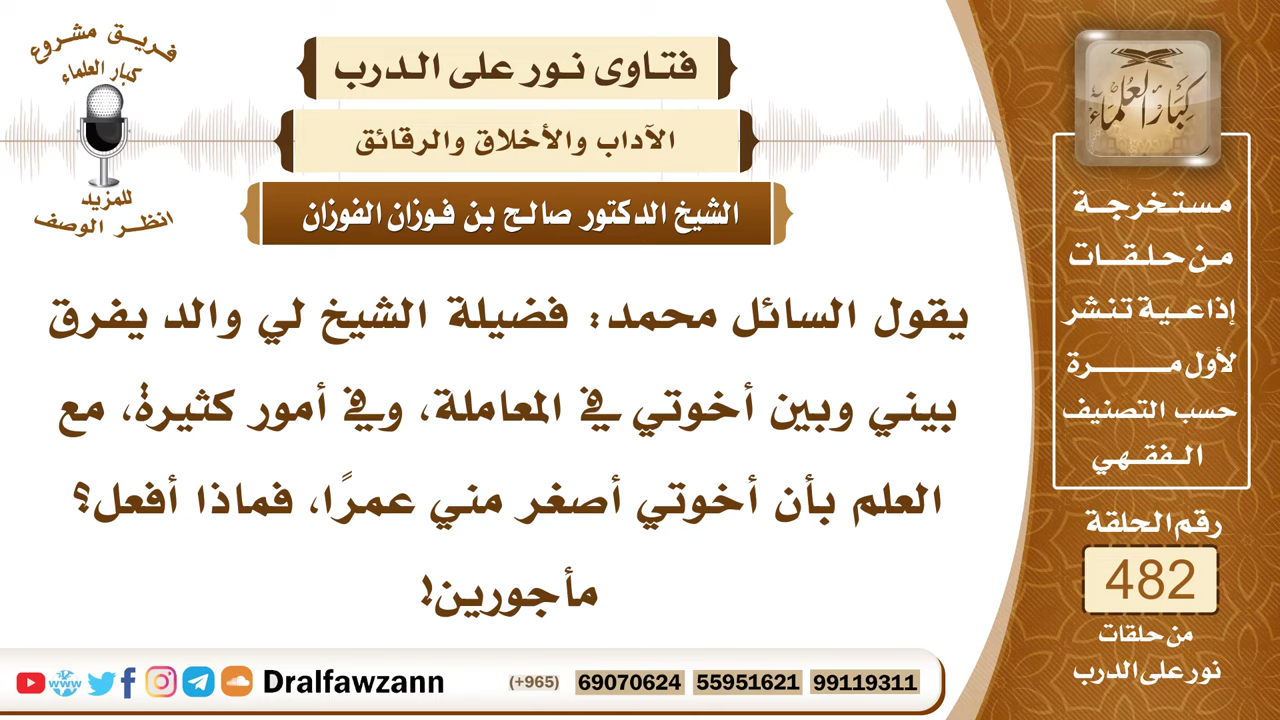 فريق مشروع
كبار العلماء
للمزيد
انظر الوصف
فتاوى نور على الدرب
الآداب والأخلاق والرقائق
الشيخ الدكتور صالح بن فوزان الفوزان
يقول السائل محمد: فضيلة الشيخ لي والد يفرق
بيني وبين أخوتي في المعاملة، وفي أمور كثيرة، مع
العلم بأن أخوتي أصغر مني عمرًا، فماذا أفعل؟
مأجورين!
كبار العلماء
مستخرجة
من حلقات
إذاعية تنشر
لأول مرة
حسب التصنيف
الفقهي
رقم الحلقة
482
من حلقات
نور على الدرب
www Dralfawzann (+965) 69070624 55951621 99119311